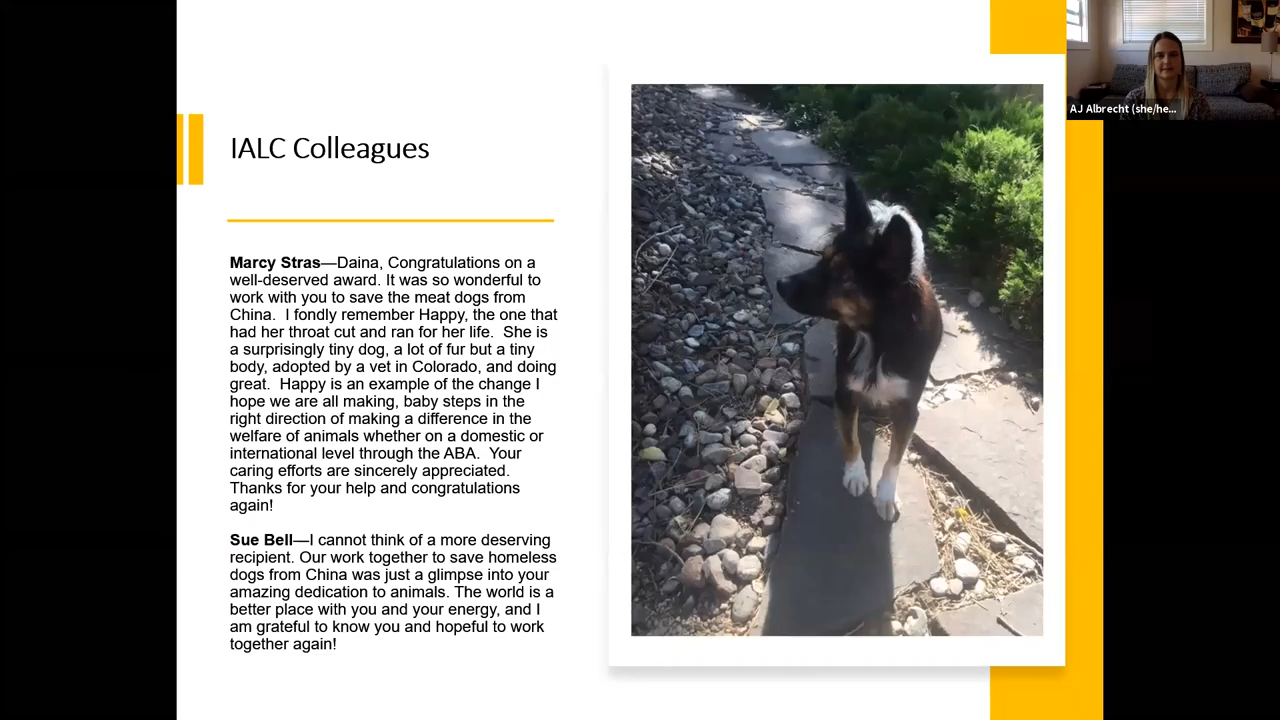 AJ Albrecht (she/he...
IALC Colleagues
Marcy Stras—Daina, Congratulations on a
well-deserved award. It was so wonderful to
work with you to save the meat dogs from
China.  I fondly remember Happy, the one that
had her throat cut and ran for her life.  She is
a surprisingly tiny dog, a lot of fur but a tiny
body, adopted by a vet in Colorado, and doing
great.  Happy is an example of the change I
hope we are all making, baby steps in the
right direction of making a difference in the
welfare of animals whether on a domestic or
international level through the ABA.  Your
caring efforts are sincerely appreciated.
Thanks for your help and congratulations
again!
Sue Bell—I cannot think of a more deserving
recipient. Our work together to save homeless
dogs from China was just a glimpse into your
amazing dedication to animals. The world is a
better place with you and your energy, and I
am grateful to know you and hopeful to work
together again!